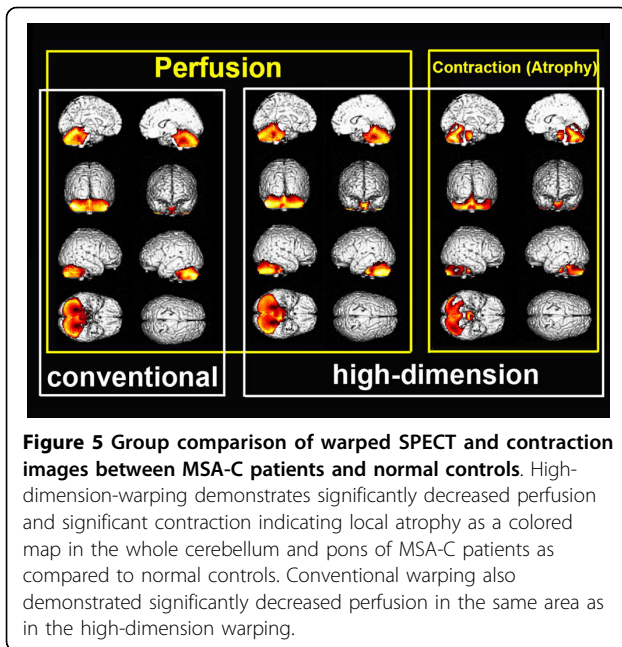 Perfusion
Contraction (Atrophy)
conventional
high-dimension
Figure 5 Group comparison of warped SPECT and contraction
images between MSA-C patients and normal controls. High-
dimension-warping demonstrates significantly decreased perfusion
and significant contraction indicating local atrophy as a colored
map in the whole cerebellum and pons of MSA-C patients as
compared to normal controls. Conventional warping also
demonstrated significantly decreased perfusion in the same area as
in the high-dimension warping.